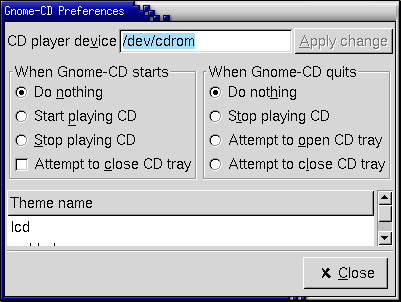 Gnome-CD Preferences
CD player device /dev/cdrom Apply change
When Gnome-CD starts
Do nothing
Start playing CD
Stop playing CD
Attempt to close CD tray
When Gnome-CD quits
Do nothing
Stop playing CD
Attempt to open CD tray
Attempt to close CD tray
Theme name
lcd
Close